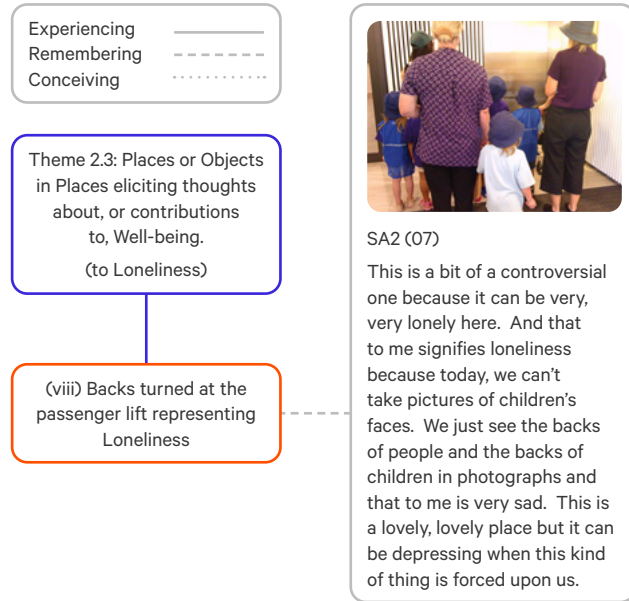 Experiencing
Remembering
Conceiving
Theme 2.3: Places or Objects
in Places eliciting thoughts
about, or contributions
to, Well-being.
(to Loneliness)
(viii) Backs turned at the
passenger lift representing
Loneliness
SA2 (07)
This is a bit of a controversial
one because it can be very,
very lonely here.  And that
to me signifies loneliness
because today, we can’t
take pictures of children’s
faces.  We just see the backs
of people and the backs of
children in photographs and
that to me is very sad.  This is
a lovely, lovely place but it can
be depressing when this kind
of thing is forced upon us.